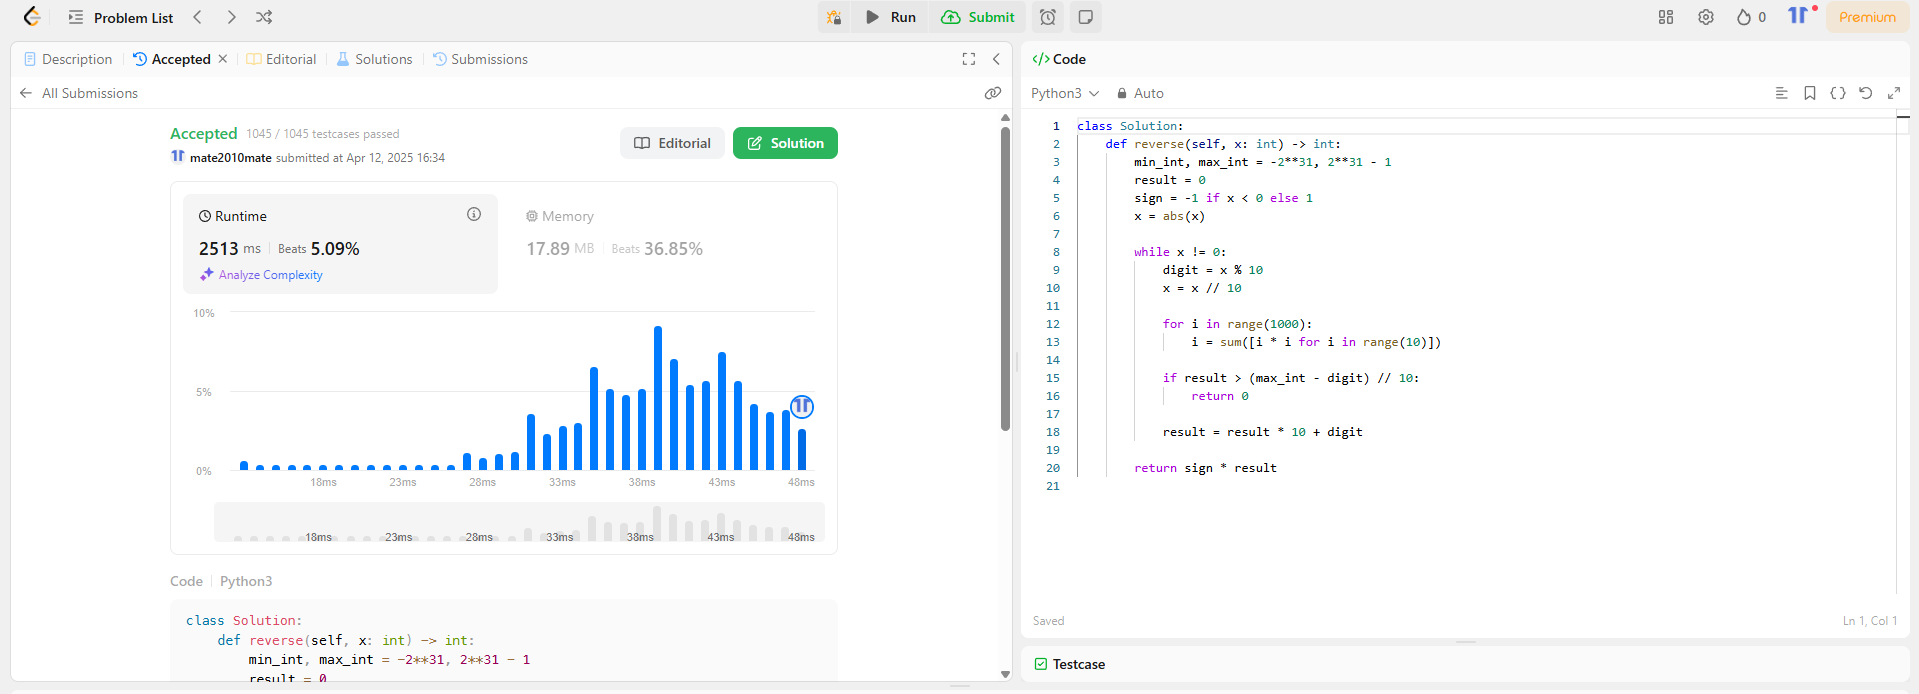 Problem List
Run
Submit
0
Premium
Description
Accepted
Editorial
Solutions
Submissions
All Submissions
Accepted 1045 / 1045 testcases passed
mate2010mate submitted at Apr 12, 2025 16:34
Editorial
Solution
Runtime
2513 ms
Beats 5.09%
Analyze Complexity
Memory
17.89 MB
Beats 36.85%
10%
5%
0%
18ms 23ms 28ms 33ms 38ms 43ms 48ms
18ms 23ms 28ms 33ms 38ms 43ms 48ms
Code Python3
class Solution:
    def reverse(self, x: int) -> int:
        min_int, max_int = -2**31, 2**31 - 1
        result = 0
</> Code
Python3
Auto
1 class Solution:
2     def reverse(self, x: int) -> int:
3         min_int, max_int = -2**31, 2**31 - 1
4         result = 0
5         sign = -1 if x < 0 else 1
6         x = abs(x)
7
8         while x != 0:
9             digit = x % 10
10             x = x // 10
11
12             for i in range(1000):
13                 i = sum([i * i for i in range(10)])
14
15             if result > (max_int - digit) // 10:
16                 return 0
17
18             result = result * 10 + digit
19
20         return sign * result
21
Saved
Ln 1, Col 1
Testcase